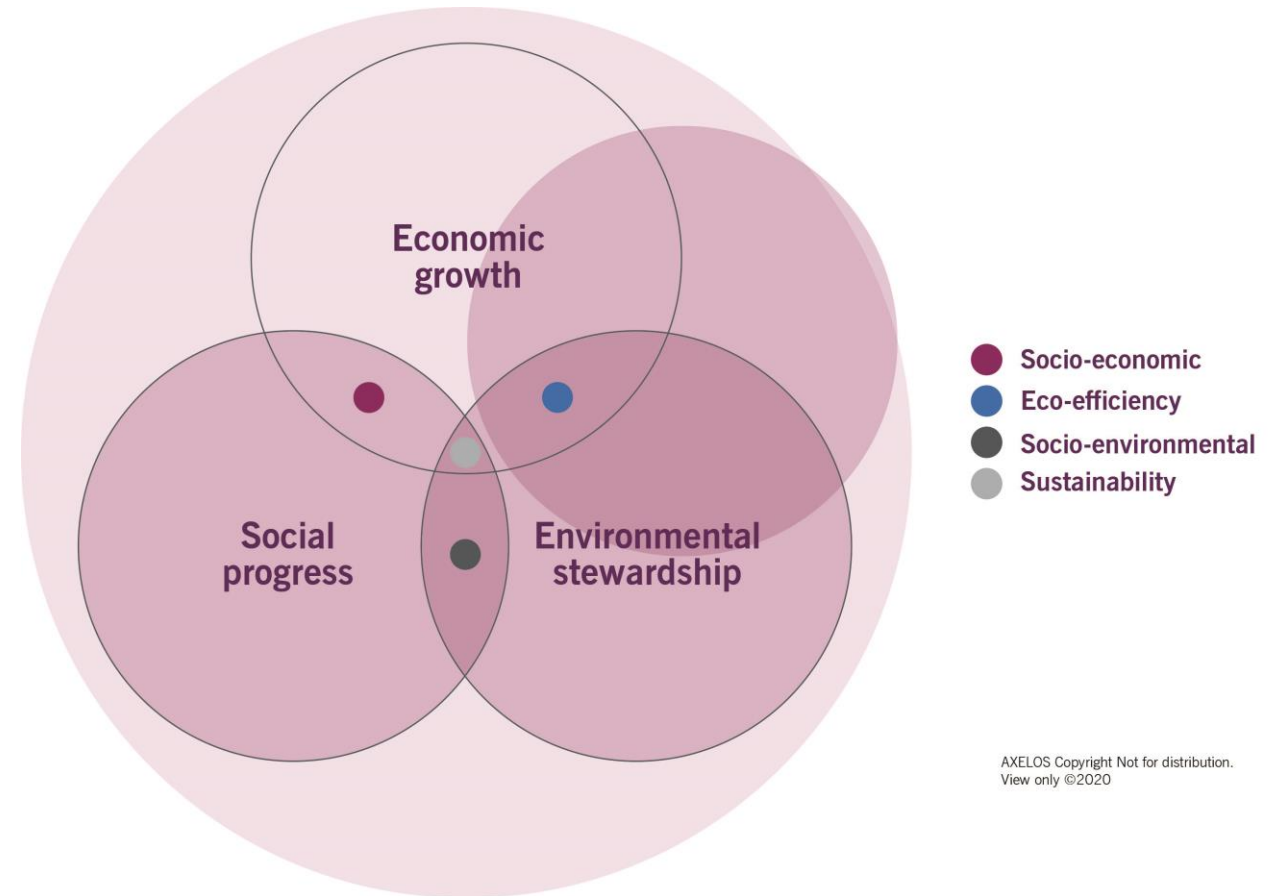 Economic
growth
Social
progress
Environmental
stewardship
Socio-economic
Eco-efficiency
Socio-environmental
Sustainability
AXELOS Copyright Not for distribution.
View only ©2020